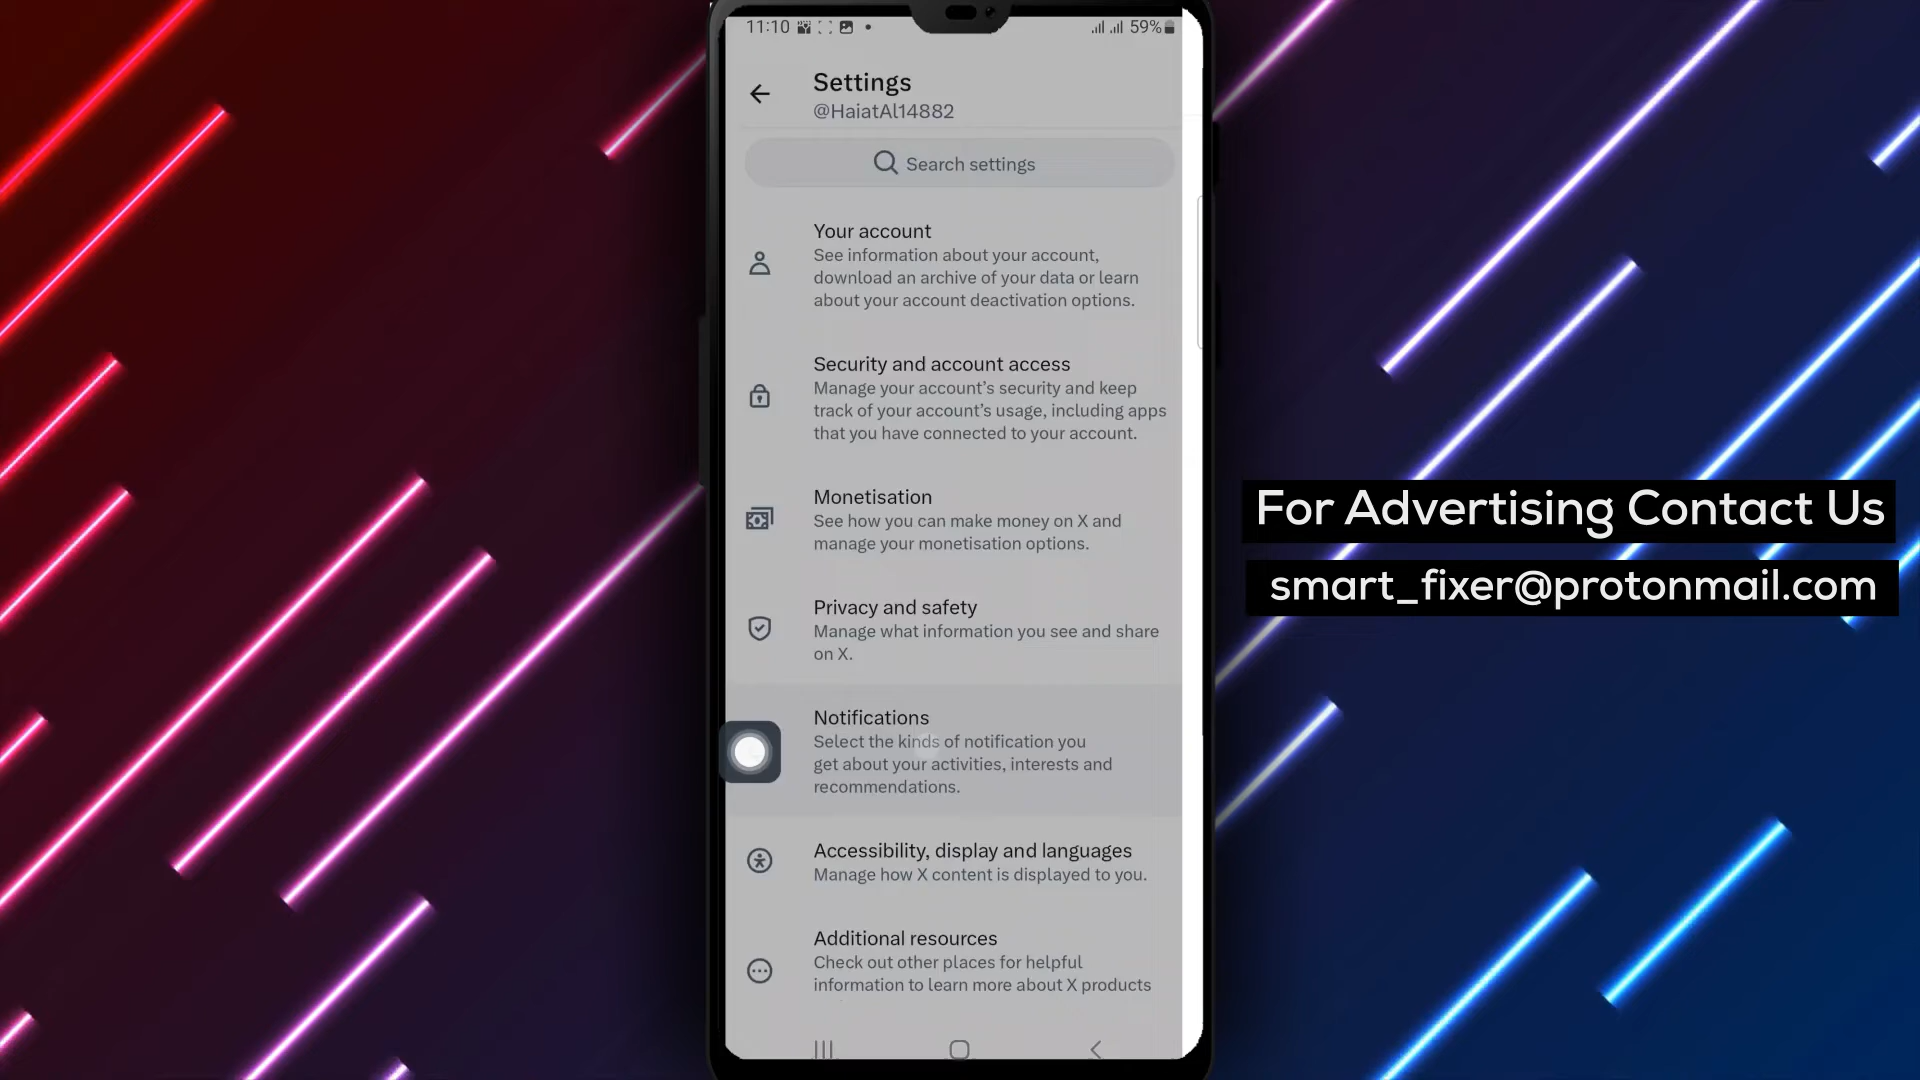 11:10
59%
Settings
@HaiatAl14882
Search settings
Your account
See information about your account,
download an archive of your data or learn
about your account deactivation options.
Security and account access
Manage your account’s security and keep
track of your account’s usage, including apps
that you have connected to your account.
Monetisation
See how you can make money on X and
manage your monetisation options.
Privacy and safety
Manage what information you see and share
on X.
Notifications
Select the kinds of notification you
get about your activities, interests and
recommendations.
Accessibility, display and languages
Manage how X content is displayed to you.
Additional resources
Check out other places for helpful
information to learn more about X products
For Advertising Contact Us
smart_fixer@protonmail.com